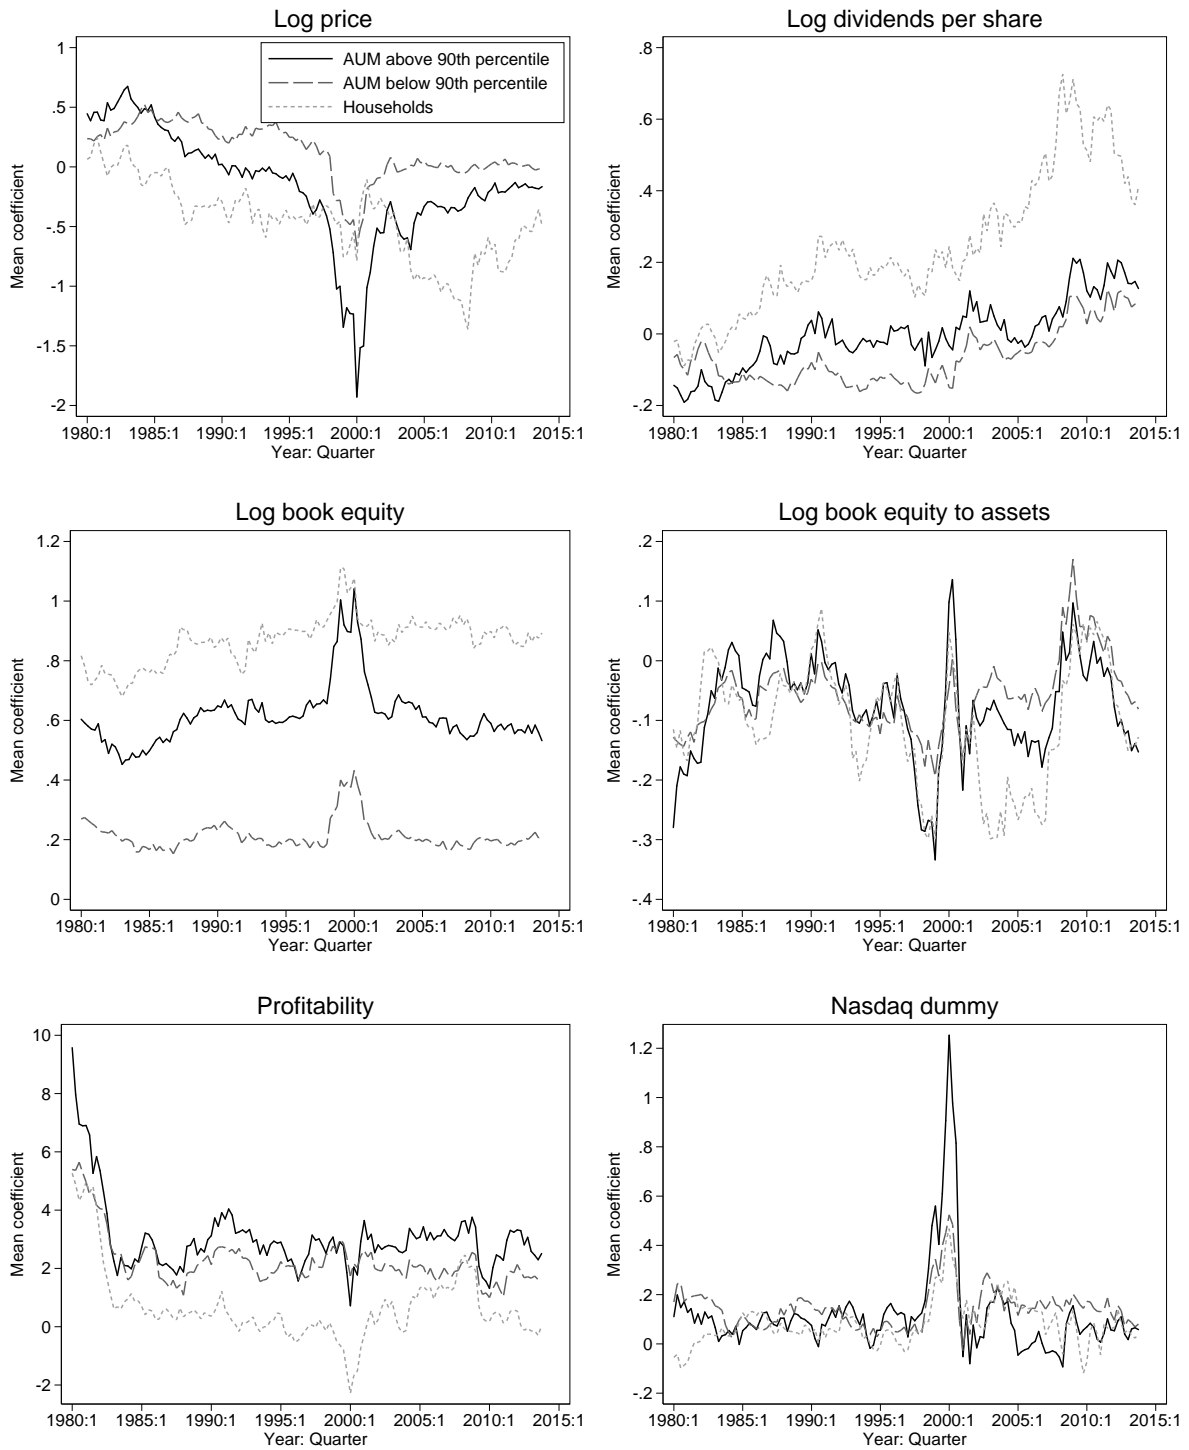 Log price
1
.5
0
-.5
-1
-1.5
-2
Mean coefficient
AUM above 90th percentile
AUM below 90th percentile
Households
1980:1 1985:1 1990:1 1995:1 2000:1 2005:1 2010:1 2015:1
Year: Quarter
Log dividends per share
.8
.6
.4
.2
0
-.2
Mean coefficient
1980:1 1985:1 1990:1 1995:1 2000:1 2005:1 2010:1 2015:1
Year: Quarter
Log book equity
1.2
1
.8
.6
.4
.2
0
Mean coefficient
1980:1 1985:1 1990:1 1995:1 2000:1 2005:1 2010:1 2015:1
Year: Quarter
Log book equity to assets
.2
.1
0
-.1
-.2
-.3
-.4
Mean coefficient
1980:1 1985:1 1990:1 1995:1 2000:1 2005:1 2010:1 2015:1
Year: Quarter
Profitability
10
8
6
4
2
0
-2
Mean coefficient
1980:1 1985:1 1990:1 1995:1 2000:1 2005:1 2010:1 2015:1
Year: Quarter
Nasdaq dummy
1.2
1
.8
.6
.4
.2
0
-.2
Mean coefficient
1980:1 1985:1 1990:1 1995:1 2000:1 2005:1 2010:1 2015:1
Year: Quarter